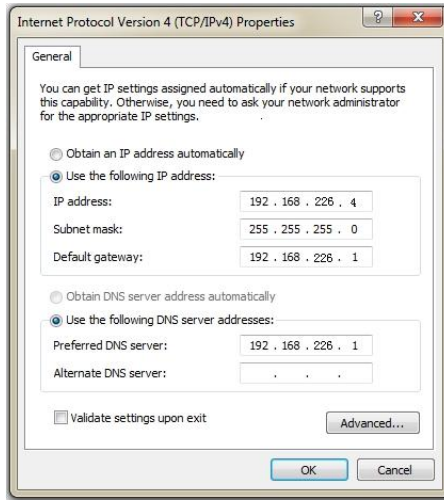 Internet Protocol Version 4 (TCP/IPv4) Properties
General
You can get IP settings assigned automatically if your network supports
this capability. Otherwise, you need to ask your network administrator
for the appropriate IP settings.
Obtain an IP address automatically
Use the following IP address:
IP address: 192 . 168 . 226 . 4
Subnet mask: 255 . 255 . 255 . 0
Default gateway: 192 . 168 . 226 . 1
Obtain DNS server address automatically
Use the following DNS server addresses:
Preferred DNS server: 192 . 168 . 226 . 1
Alternate DNS server: . . .
Validate settings upon exit
Advanced...
OK Cancel